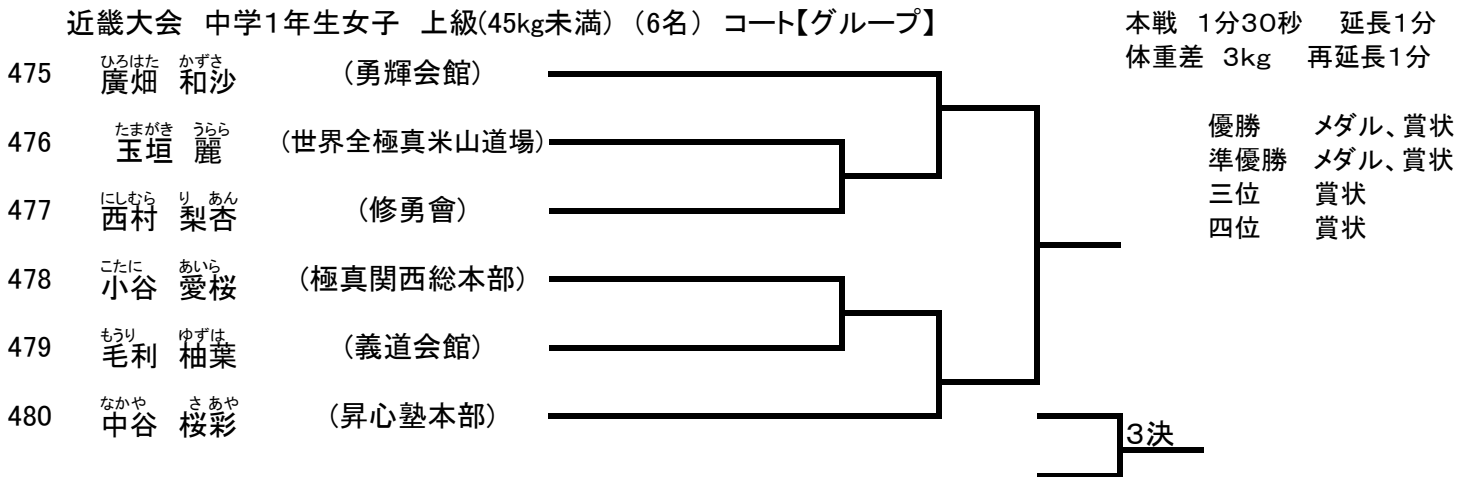 近畿大会 中学1年生女子 上級(45kg未満) (6名) コート【グループ】
本戦 1分30秒 延長1分
体重差 3kg 再延長1分
優勝 メダル、賞状
準優勝 メダル、賞状
三位 賞状
四位 賞状
ひろはた かずさ
475 廣畑 和沙 (勇輝会館)
たまがき うらら
476 玉垣 麗 (世界全極真米山道場)
にしむら り あん
477 西村 梨杏 (修勇會)
こたに あいら
478 小谷 愛桜 (極真関西総本部)
もうり ゆずは
479 毛利 柚葉 (義道会館)
なかや さ あや
480 中谷 桜彩 (昇心塾本部)
3決